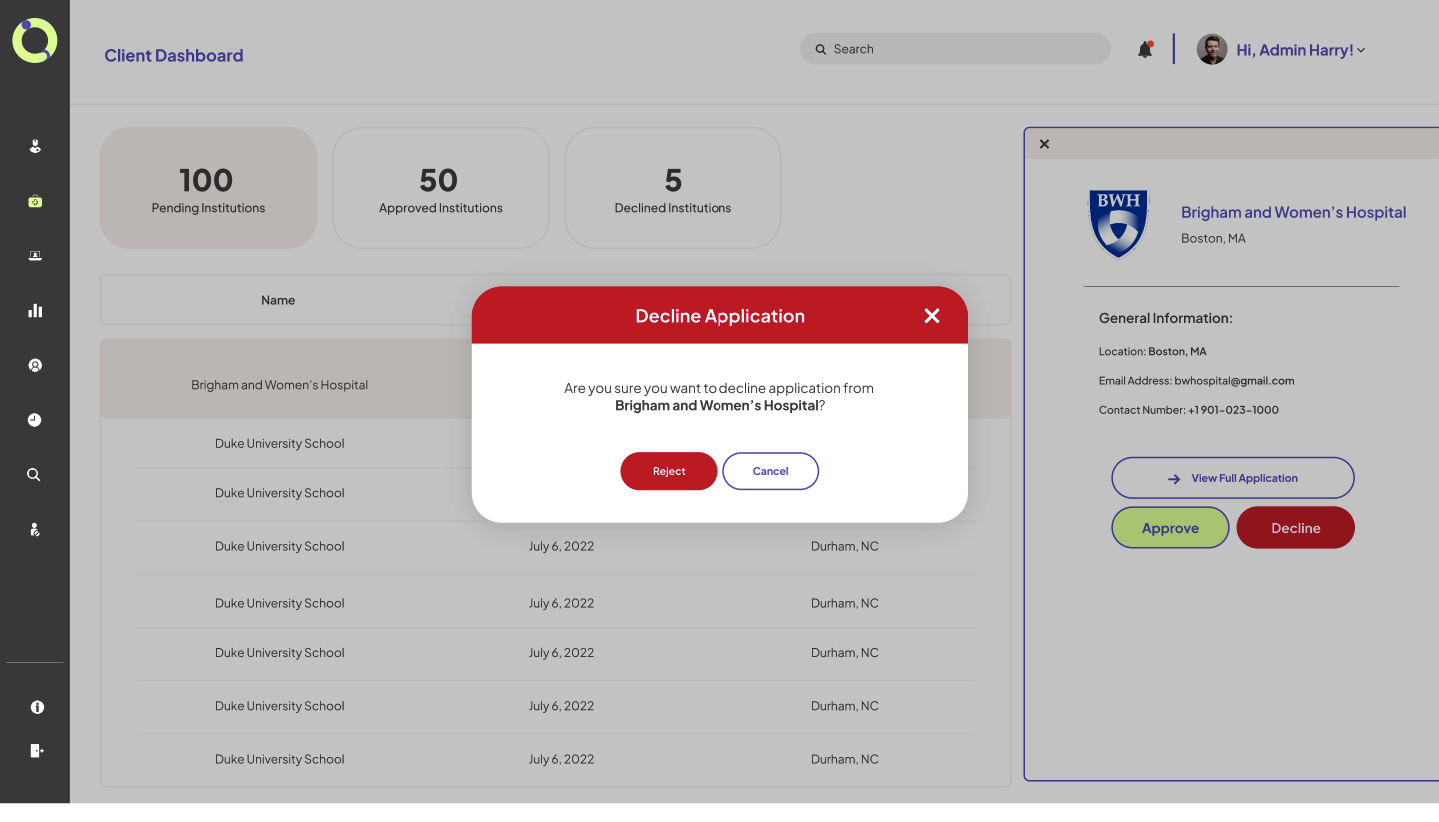 Client Dashboard
Search
Hi, Admin Harry!
100
Pending Institutions
50
Approved Institutions
5
Declined Institutions
Name
Brigham and Women's Hospital
Duke University School
Duke University School
Duke University School July 6, 2022 Durham, NC
Duke University School July 6, 2022 Durham, NC
Duke University School July 6, 2022 Durham, NC
Duke University School July 6, 2022 Durham, NC
Duke University School July 6, 2022 Durham, NC
Decline Application
Are you sure you want to decline application from
Brigham and Women's Hospital?
Reject
Cancel
BWH
Brigham and Women's Hospital
Boston, MA
General Information:
Location: Boston, MA
Email Address: bwhospital@gmail.com
Contact Number: +1 901-023-1000
View Full Application
Approve
Decline